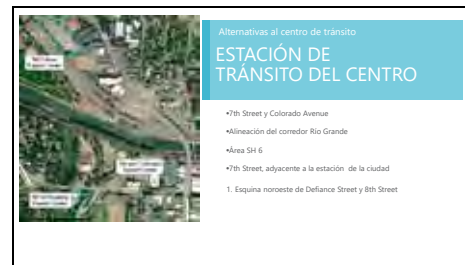 Alternativas al centro de tránsito
ESTACIÓN DE
TRÁNSITO DEL CENTRO
•7th Street y Colorado Avenue
•Alineación del corredor Rio Grande
•Área SH 6
•7th Street, adyacente a la estación de la ciudad
1. Esquina noroeste de Defiance Street y 8th Street